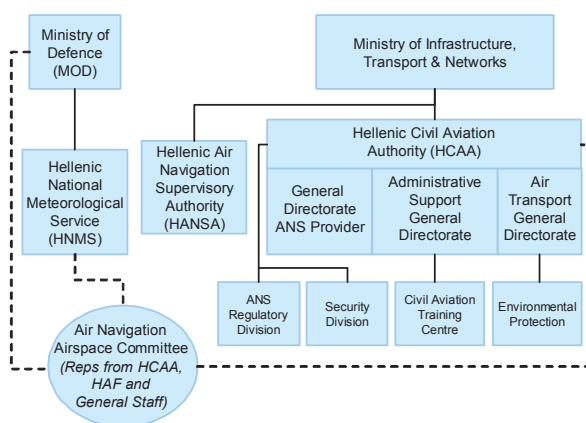 Ministry of
Defence
(MOD)
Ministry of Infrastructure,
Transport & Networks
Hellenic
National
Meteorological
Service
(HNMS)
Hellenic Air
Navigation
Supervisory
Authority
(HANSA)
Hellenic Civil Aviation
Authority (HCAA)
General
Directorate
ANS Provider
Administrative
Support
General
Directorate
Air
Transport
General
Directorate
ANS
Regulatory
Division
Security
Division
Civil Aviation
Training
Centre
Environmental
Protection
Air Navigation
Airspace Committee
(Reps from HCAA,
HAF and
General Staff)